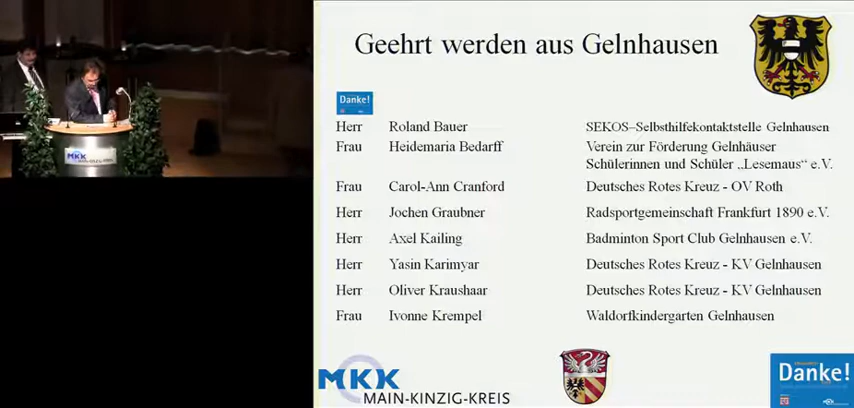 Geehrt werden aus Gelnhausen
Danke!
Herr Roland Bauer SEKOS–Selbsthilfekontaktstelle Gelnhausen
Frau Heidemaria Bedarff Verein zur Förderung Gelnhäuser
Schülerinnen und Schüler „Lesemaus" e.V.
Frau Carol-Ann Cranford Deutsches Rotes Kreuz - OV Roth
Herr Jochen Graubner Radsportgemeinschaft Frankfurt 1890 e.V.
Herr Axel Kailing Badminton Sport Club Gelnhausen e.V.
Herr Yasin Karimyar Deutsches Rotes Kreuz - KV Gelnhausen
Herr Oliver Kraushaar Deutsches Rotes Kreuz - KV Gelnhausen
Frau Ivonne Krempel Waldorfkindergarten Gelnhausen
MKK
MAIN-KINZIG-KREIS
Danke!
MKK
MAIN-KINZIG-KREIS